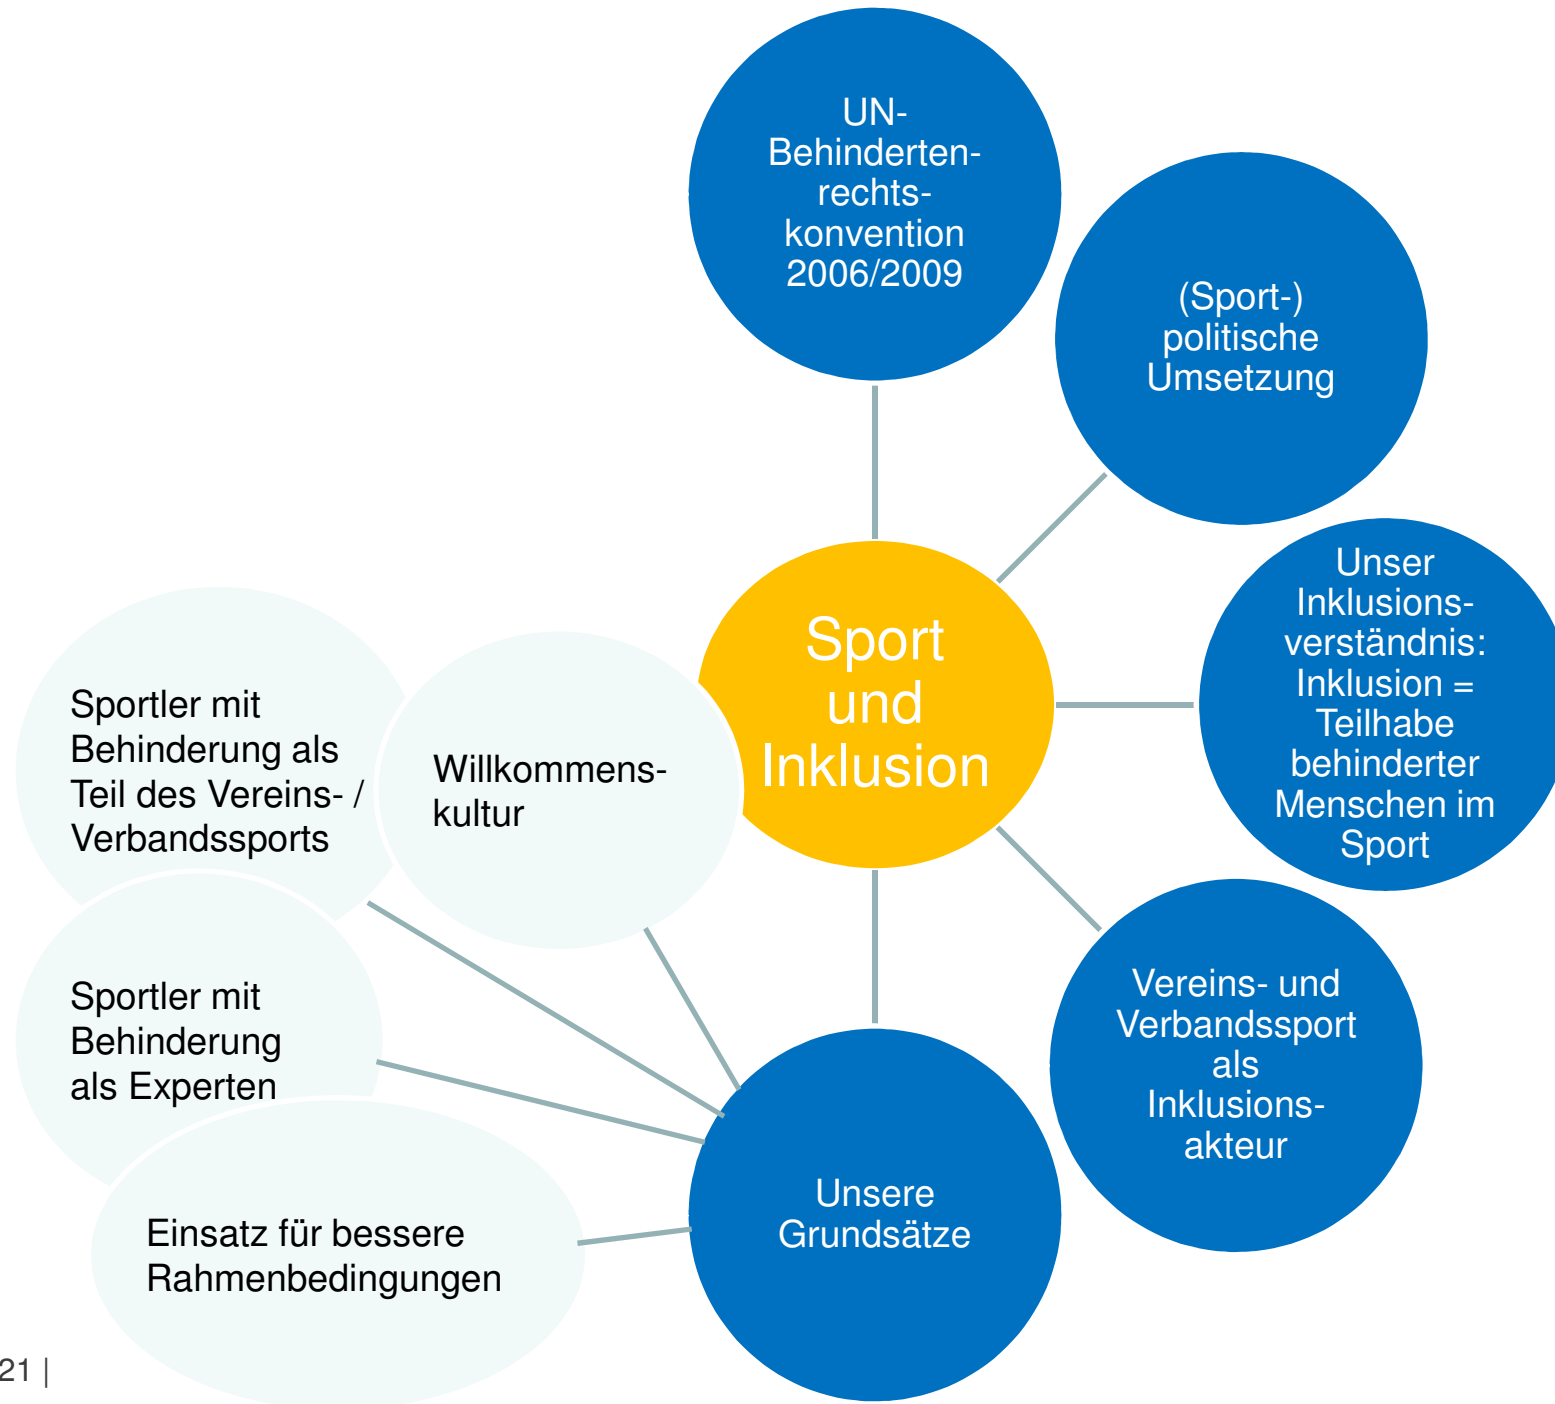 UN-
Behinderten-
rechts-
konvention
2006/2009
(Sport-)
politische
Umsetzung
Unser
Inklusions-
verständnis:
Inklusion =
Teilhabe
behinderter
Menschen im
Sport
Sport
und
Inklusion
Vereins- und
Verbandssport
als
Inklusions-
akteur
Unsere
Grundsätze
Willkommens-
kultur
Sportler mit
Behinderung als
Teil des Vereins- /
Verbandssports
Sportler mit
Behinderung
als Experten
Einsatz für bessere
Rahmenbedingungen
21 |